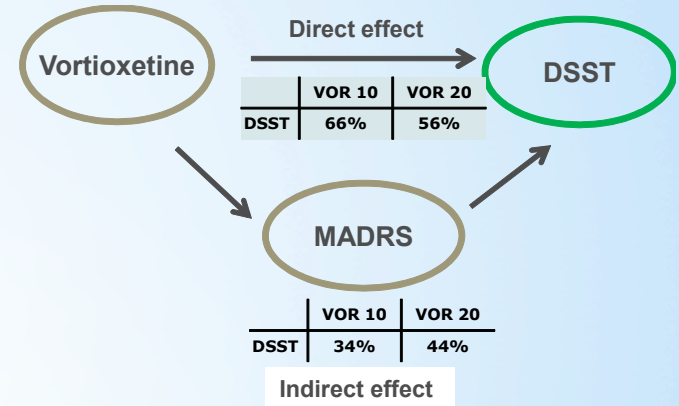 Direct effect
Vortioxetine
DSST
VOR 10 VOR 20
DSST 66% 56%
MADRS
VOR 10 VOR 20
DSST 34% 44%
Indirect effect